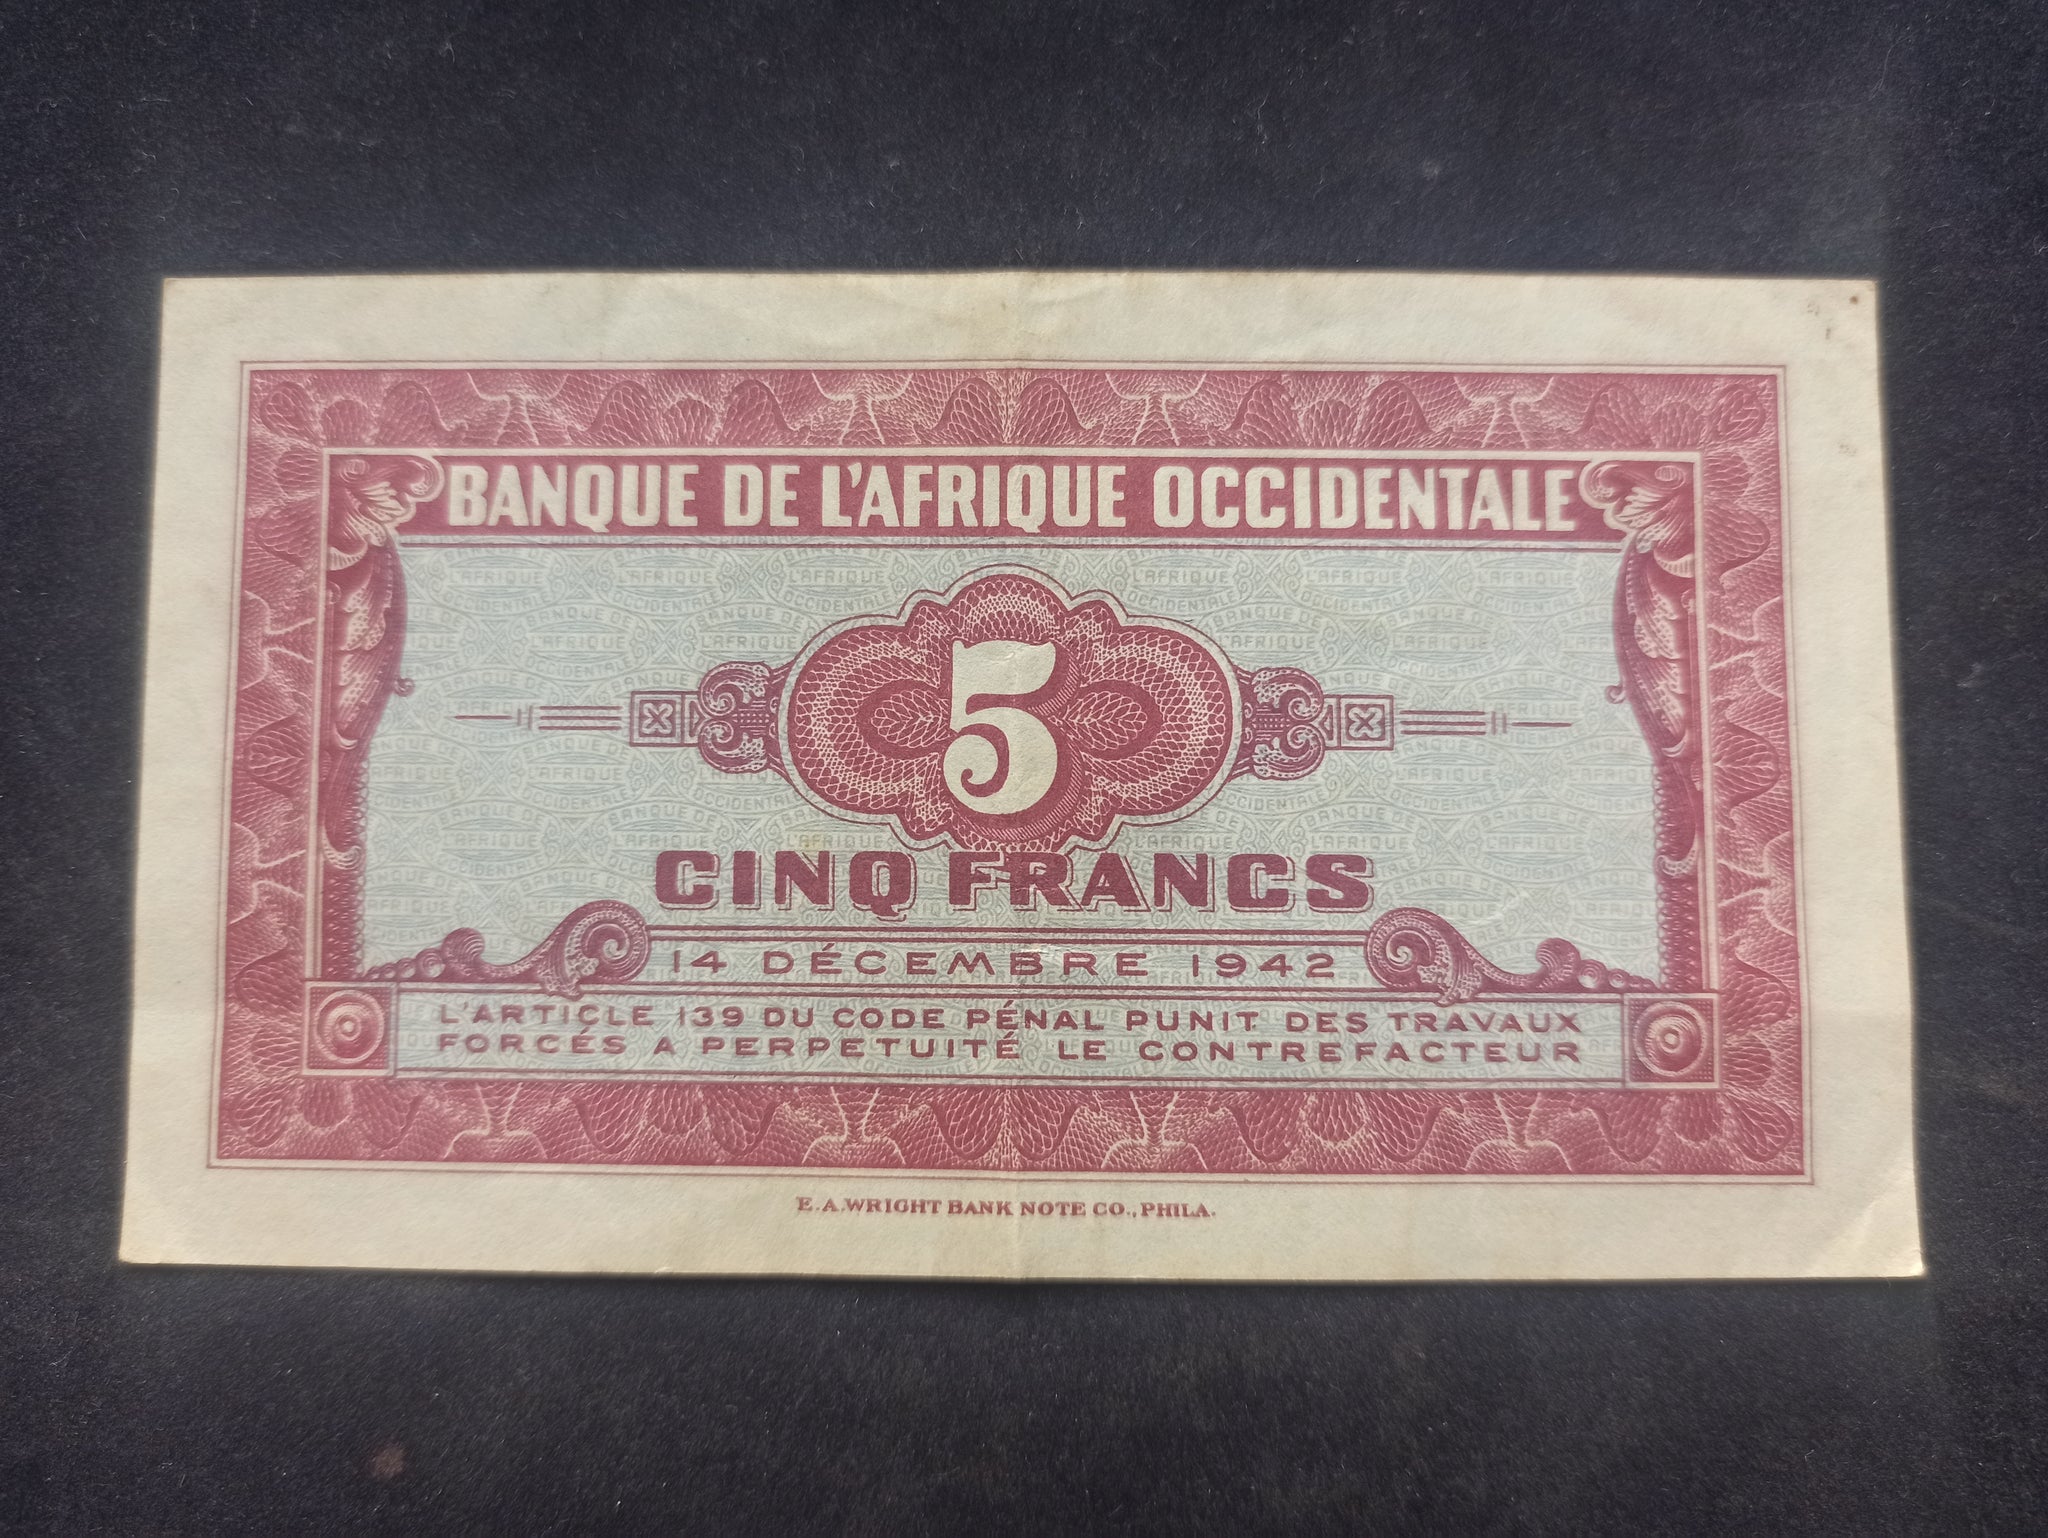 BANQUE DE L'AFRIQUE OCCIDENTALE
5
CINQ FRANCS
14 DÉCEMBRE 1942
L'ARTICLE 139 DU CODE PÉNAL PUNIT DES TRAVAUX
FORCÉS A PERPETUITÉ LE CONTREFACTEUR
E.A.WRIGHT BANK NOTE CO., PHILA.